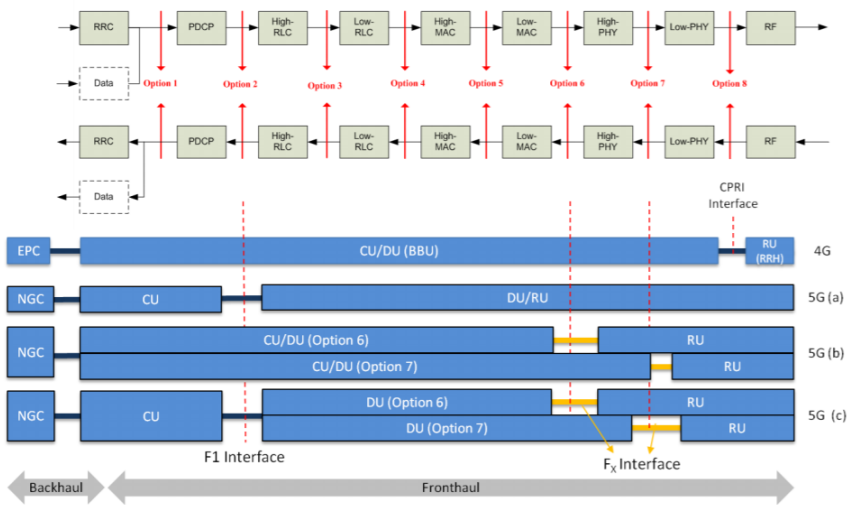 RRC
PDCP
High-
RLC
Low-
RLC
High-
MAC
Low-
MAC
High-
PHY
Low-PHY
RF
Data
Option 1
Option 2
Option 3
Option 4
Option 5
Option 6
Option 7
Option 8
RRC
PDCP
High-
RLC
Low-
RLC
High-
MAC
Low-
MAC
High-
PHY
Low-PHY
RF
Data
CPRI
Interface
EPC
CU/DU (BBU)
RU
(RRH)
4G
NGC
CU
DU/RU
5G (a)
NGC
CU/DU (Option 6)
RU
CU/DU (Option 7)
RU
5G (b)
NGC
CU
DU (Option 6)
RU
DU (Option 7)
RU
5G (c)
F1 Interface
Fx Interface
Backhaul
Fronthaul